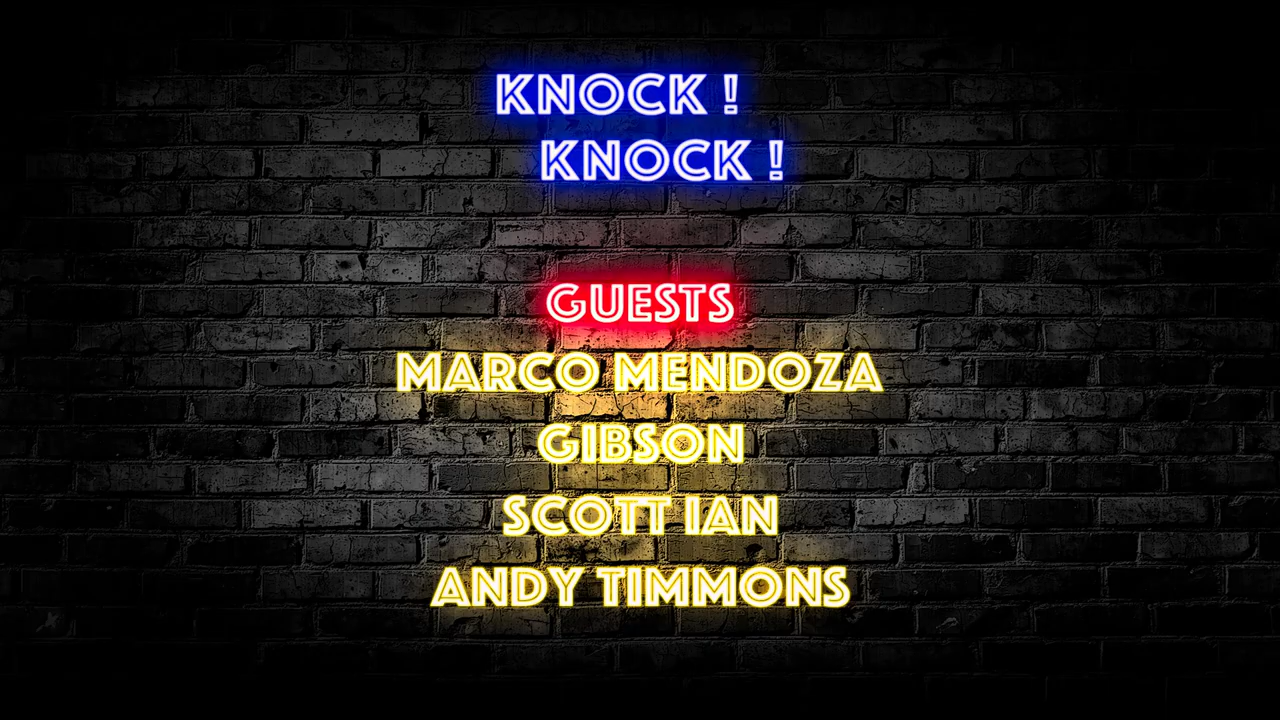 KNOCK !
KNOCK !
GUESTS
MARCO MENDOZA
GIBSON
SCOTT IAN
ANDY TIMMONS